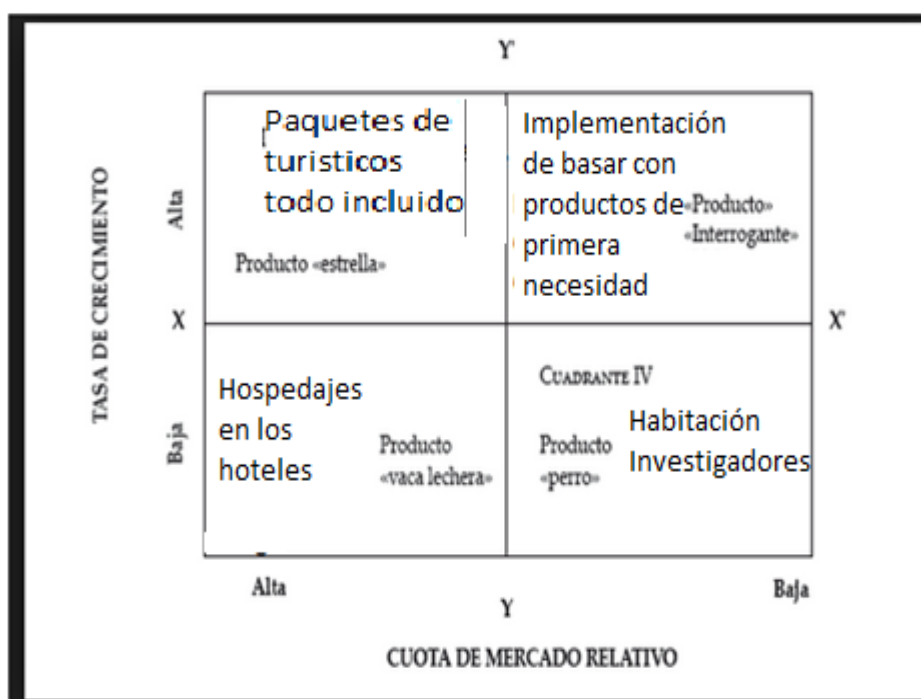 Y'
Paquetes de
turisticos
todo incluido
Producto «estrella»
Implementación
de basar con
productos de
primera
necesidad
«Producto»
«Interrogante»
TASA DE CRECIMIENTO
Alta
Baja
X
X'
Hospedajes
en los
hoteles
Producto
«vaca lechera»
CUADRANTE IV
Producto
«perro»
Habitación
Investigadores
Alta
Y
Baja
CUOTA DE MERCADO RELATIVO